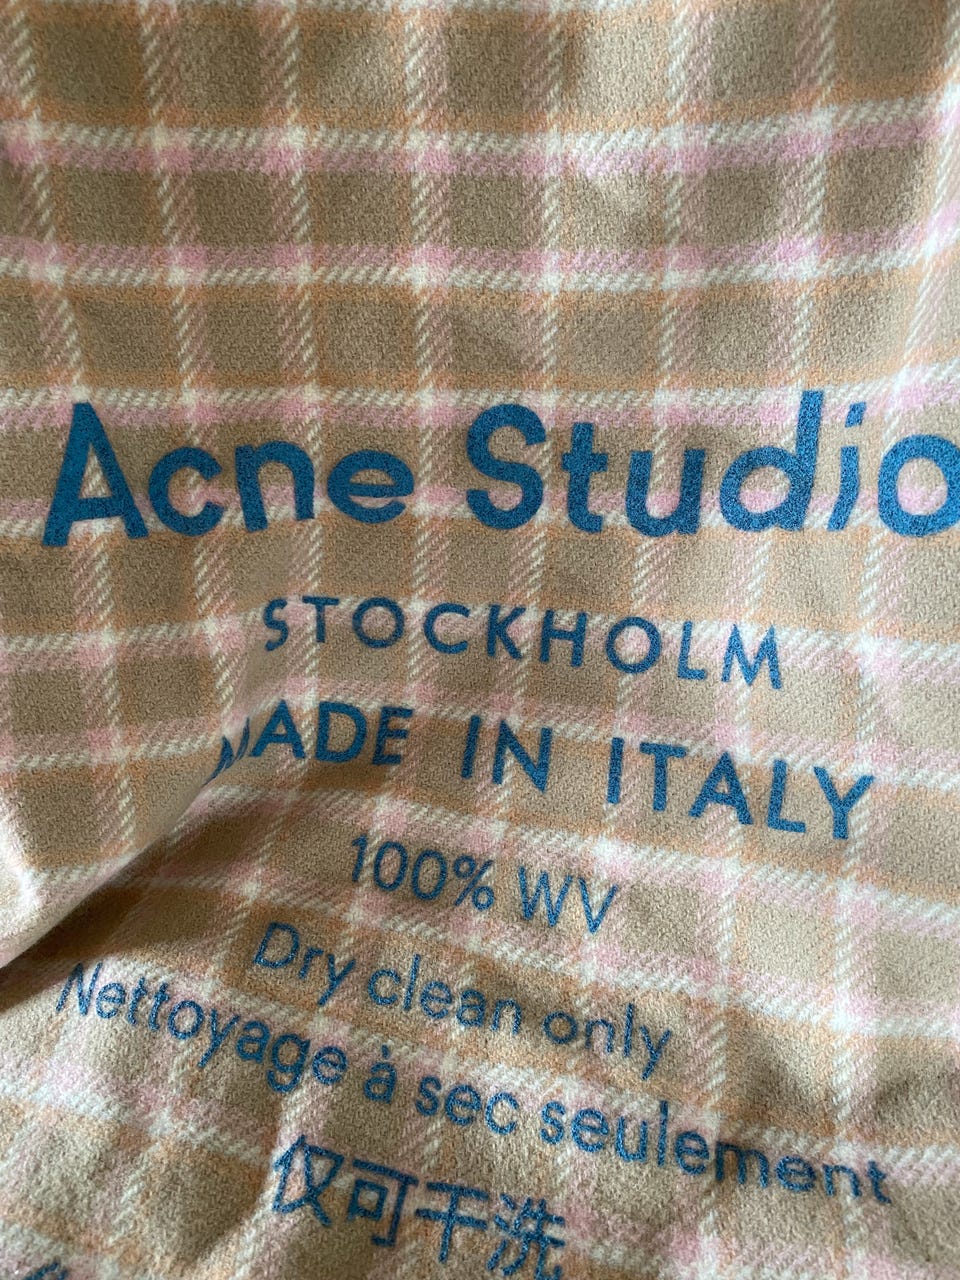 Acne Studio
STOCKHOLM
MADE IN ITALY
100% WV
Dry clean only
Nettoyage à sec seulement
仅可干洗